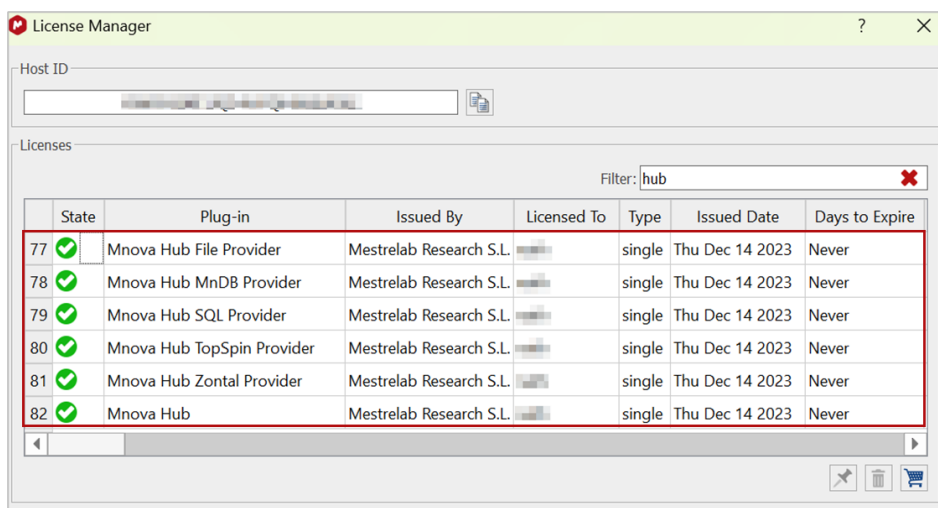 License Manager ?
Host ID
Licenses
Filter: hub
State Plug-in Issued By Licensed To Type Issued Date Days to Expire
77 Mnova Hub File Provider Mestrelab Research S.L. single Thu Dec 14 2023 Never
78 Mnova Hub MnDB Provider Mestrelab Research S.L. single Thu Dec 14 2023 Never
79 Mnova Hub SQL Provider Mestrelab Research S.L. single Thu Dec 14 2023 Never
80 Mnova Hub TopSpin Provider Mestrelab Research S.L. single Thu Dec 14 2023 Never
81 Mnova Hub Zontal Provider Mestrelab Research S.L. single Thu Dec 14 2023 Never
82 Mnova Hub Mestrelab Research S.L. single Thu Dec 14 2023 Never